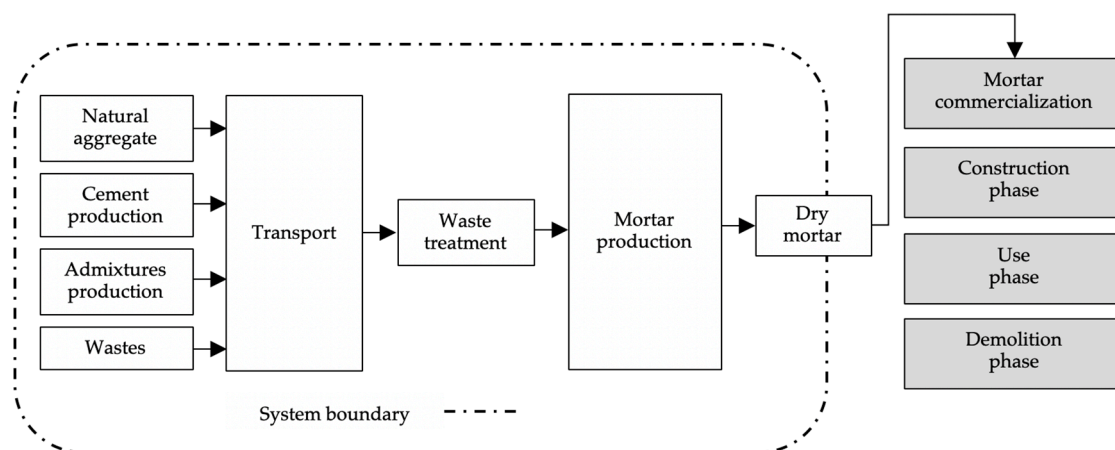 Natural
aggregate
Cement
production
Admixtures
production
Wastes
Transport
Waste
treatment
Mortar
production
Dry
mortar
Mortar
commercialization
Construction
phase
Use
phase
Demolition
phase
System boundary